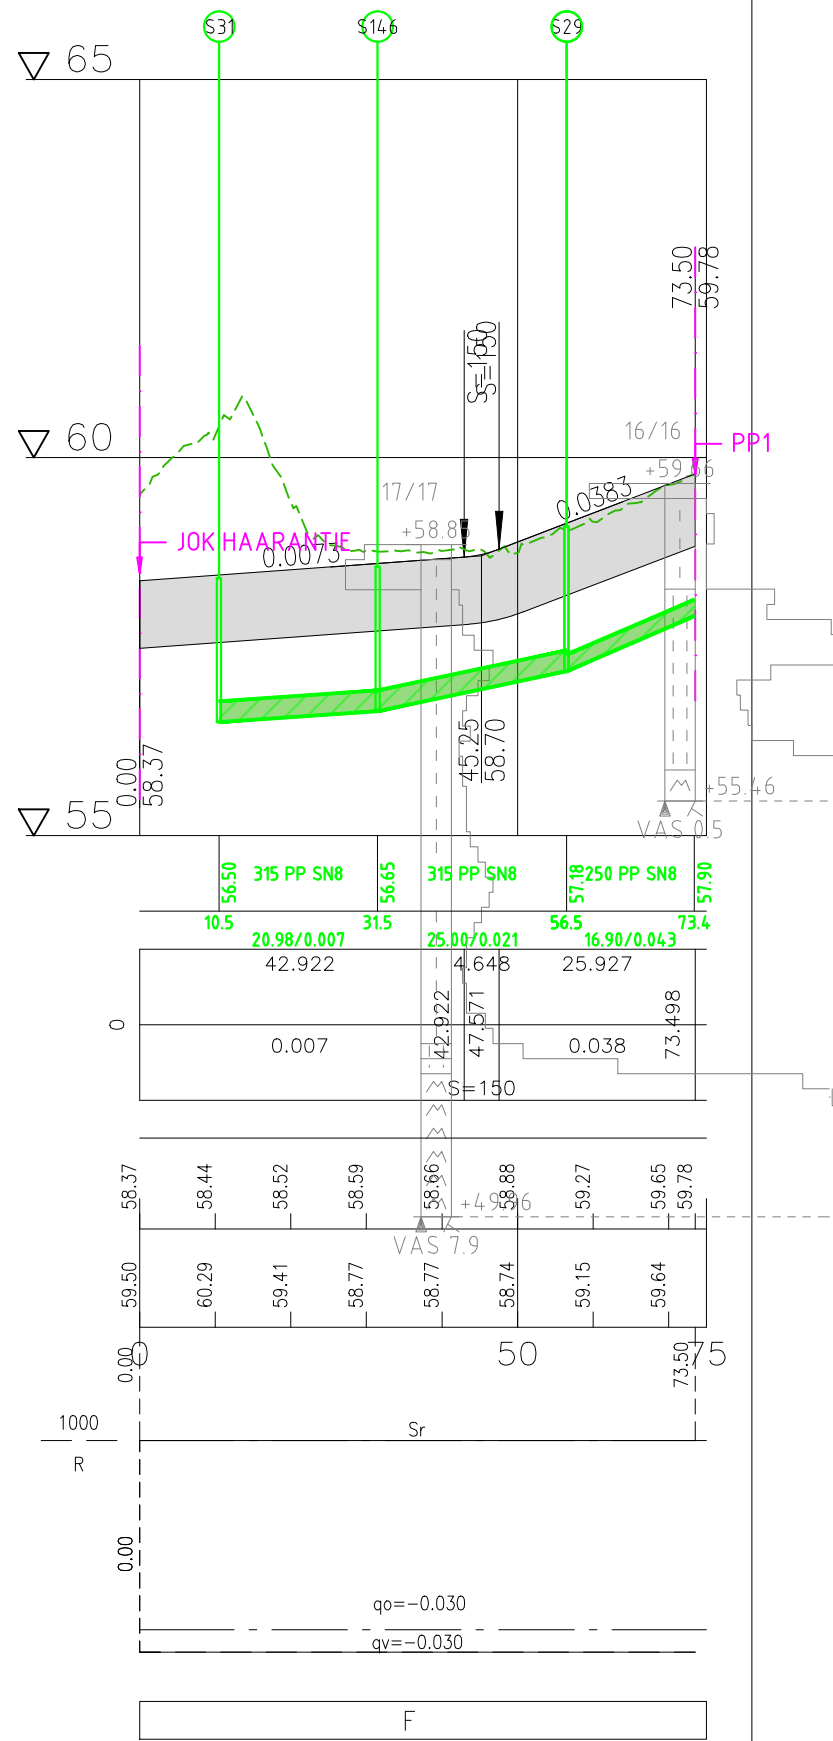 S31 S146 S29
65
73.50
59.78
S=150
S=150
60
16/16
PP1
+59.66
17/17
0.0383
+58.86
JOK HAARANTIE
0.0073
0.00
58.37
45.25
58.70
+55.46
55
VAS 0.5
56.50 315 PP SN8 56.65 315 PP SN8 57.18 250 PP SN8 57.90
10.5 31.5 56.5 73.4
20.98/0.007 25.00/0.021 16.90/0.043
42.922 4.648 25.927
0
42.922 47.571 73.498
0.007 0.038
S=150
58.37 58.44 58.52 58.59 58.66 58.88 59.27 59.65 59.78
+49.96
VAS 7.9
59.50 60.29 59.41 58.77 58.77 58.74 59.15 59.64
0 50 75
0.00 73.50
1000
Sr
R
0.00
qo=-0.030
qv=-0.030
F